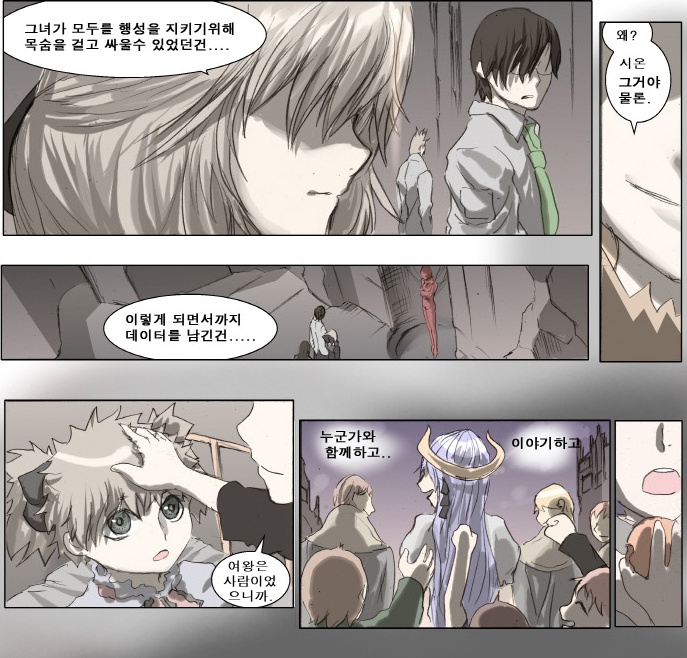 그녀가 모두를 행성을 지키기위해
목숨을 걸고 싸울수 있었던건....
왜?
시온
그거야
물론.
이렇게 되면서까지
데이터를 남긴건.....
여왕은
사람이었
으니까.
누군가와
함께하고..
이야기하고